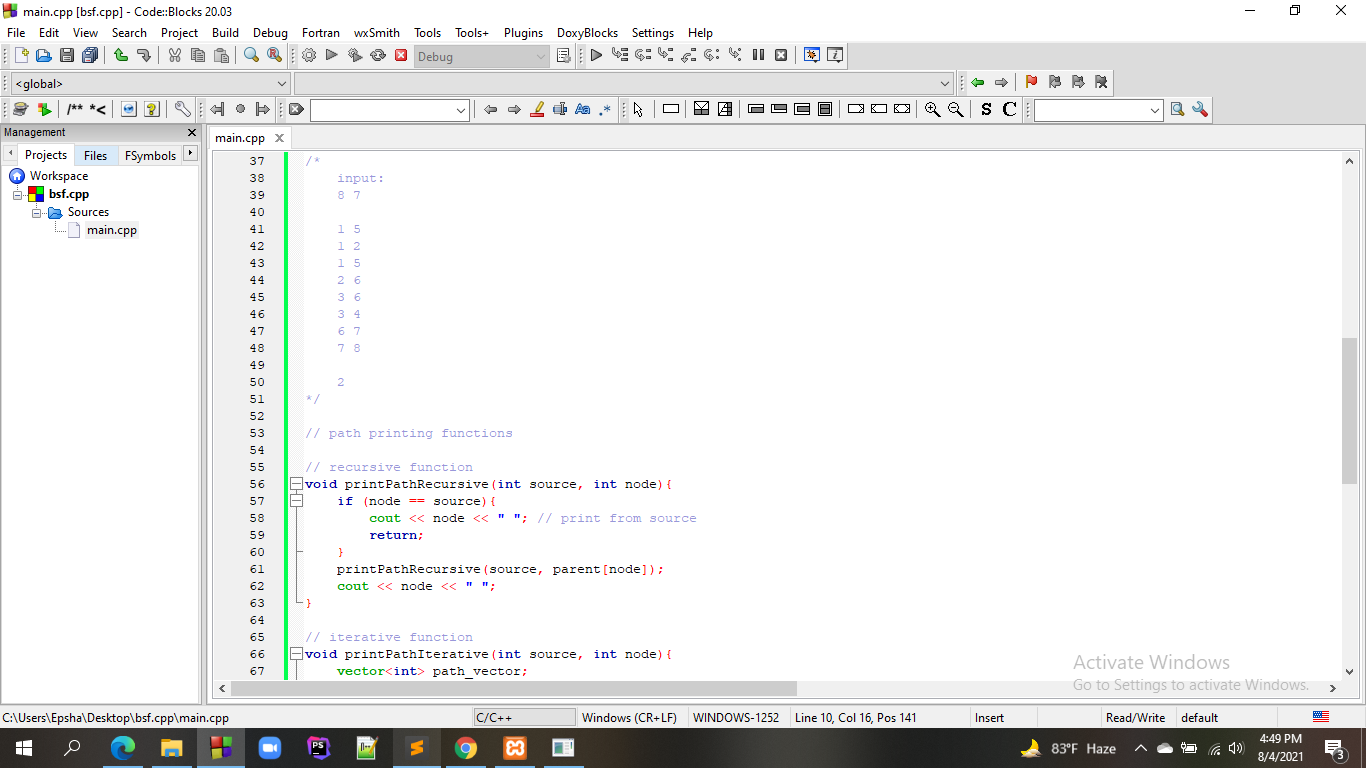 main.cpp [bsf.cpp] - Code::Blocks 20.03
File Edit View Search Project Build Debug Fortran wxSmith Tools Tools+ Plugins DoxyBlocks Settings Help
Debug
<global>
/** *<
Aa .* S C
Management
main.cpp
Projects Files FSymbols
Workspace
bsf.cpp
Sources
main.cpp
37 /*
38 input:
39 8 7
40
41 1 5
42 1 2
43 1 5
44 2 6
45 3 6
46 3 4
47 6 7
48 7 8
49
50 2
51 */
52
53 // path printing functions
54
55 // recursive function
56 void printPathRecursive(int source, int node){
57 if (node == source){
58 cout << node << " "; // print from source
59 return;
60 }
61 printPathRecursive(source, parent[node]);
62 cout << node << " ";
63 }
64
65 // iterative function
66 void printPathIterative(int source, int node){
67 vector<int> path_vector;
Activate Windows
Go to Settings to activate Windows.
C:\Users\Epsha\Desktop\bsf.cpp\main.cpp C/C++ Windows (CR+LF) WINDOWS-1252 Line 10, Col 16, Pos 141 Insert Read/Write default
PS
83°F Haze
4:49 PM
8/4/2021
3